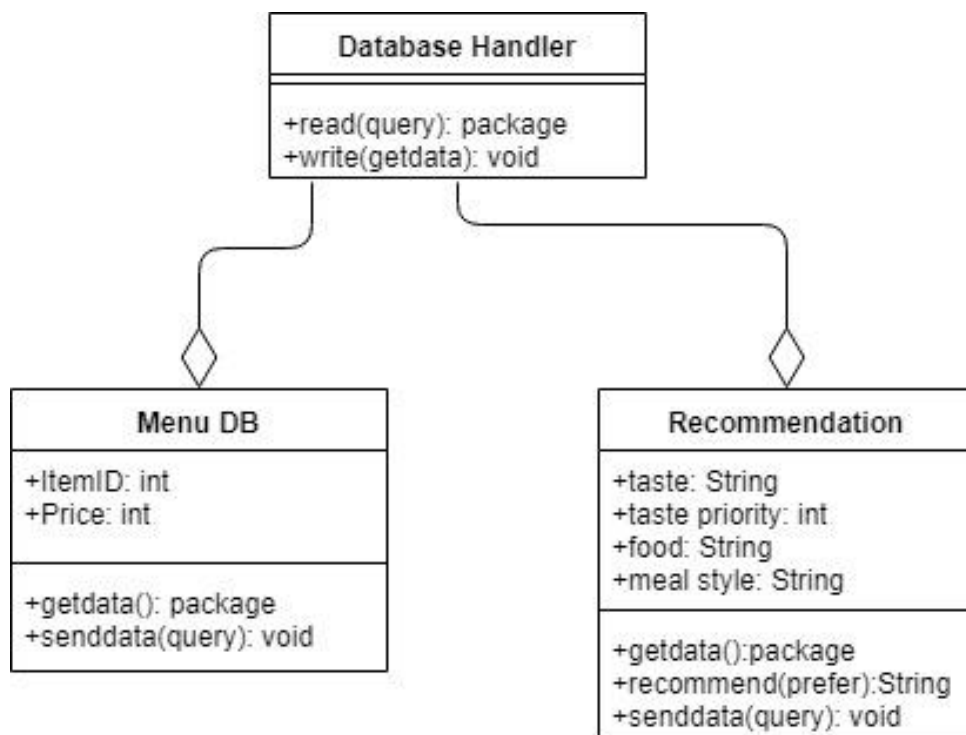 Database Handler
+read(query): package
+write(getdata): void
Menu DB
+ItemID: int
+Price: int
+getdata(): package
+senddata(query): void
Recommendation
+taste: String
+taste priority: int
+food: String
+meal style: String
+getdata():package
+recommend(prefer):String
+senddata(query): void